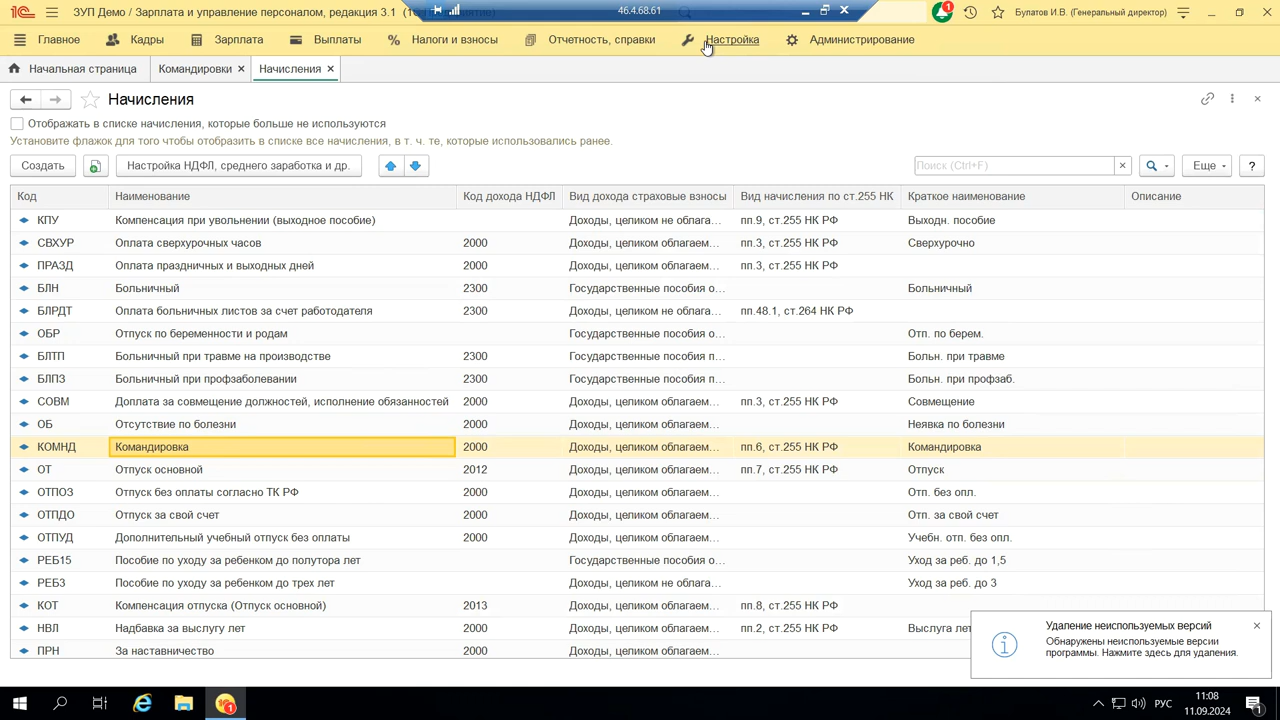 ЗУП Демо / Зарплата и управление персоналом, редакция 3.1 (1С
46.4.68.61
1
Булатов И.В. (Генеральный директор)
Главное
Кадры
Зарплата
Выплаты
Налоги и взносы
Отчетность, справки
Настройка
Администрирование
Начальная страница
Командировки
Начисления
Начисления
Отображать в списке начисления, которые больше не используются
Установите флажок для того чтобы отобразить в списке все начисления, в т. ч. те, которые использовались ранее.
Создать
Настройка НДФЛ, среднего заработка и др.
Поиск (Ctrl+F)
Еще
?
Код Наименование Код дохода НДФЛ Вид дохода страховые взносы Вид начисления по ст.255 НК Краткое наименование Описание
КПУ Компенсация при увольнении (выходное пособие) Доходы, целиком не облага... пп.9, ст.255 НК РФ Выходн. пособие
СВХУР Оплата сверхурочных часов 2000 Доходы, целиком облагаем... пп.3, ст.255 НК РФ Сверхурочно
ПРАЗД Оплата праздничных и выходных дней 2000 Доходы, целиком облагаем... пп.3, ст.255 НК РФ
БЛН Больничный 2300 Государственные пособия о... Больничный
БЛРДТ Оплата больничных листов за счет работодателя 2300 Доходы, целиком не облага... пп.48.1, ст.264 НК РФ
ОБР Отпуск по беременности и родам Государственные пособия о... Отп. по берем.
БЛТП Больничный при травме на производстве 2300 Государственные пособия п... Больн. при травме
БЛПЗ Больничный при профзаболевании 2300 Государственные пособия п... Больн. при профзаб.
СОВМ Доплата за совмещение должностей, исполнение обязанностей 2000 Доходы, целиком облагаем... пп.3, ст.255 НК РФ Совмещение
ОБ Отсутствие по болезни 2000 Доходы, целиком облагаем... Неявка по болезни
КОМНД Командировка 2000 Доходы, целиком облагаем... пп.6, ст.255 НК РФ Командировка
ОТ Отпуск основной 2012 Доходы, целиком облагаем... пп.7, ст.255 НК РФ Отпуск
ОТПОЗ Отпуск без оплаты согласно ТК РФ 2000 Доходы, целиком облагаем... Отп. без опл.
ОТПДО Отпуск за свой счет 2000 Доходы, целиком облагаем... Отп. за свой счет
ОТПУД Дополнительный учебный отпуск без оплаты 2000 Доходы, целиком облагаем... Учебн. отп. без опл.
РЕБ15 Пособие по уходу за ребенком до полутора лет Государственные пособия о... Уход за реб. до 1,5
РЕБ3 Пособие по уходу за ребенком до трех лет Доходы, целиком не облага... Уход за реб. до 3
КОТ Компенсация отпуска (Отпуск основной) 2013 Доходы, целиком облагаем... пп.8, ст.255 НК РФ
НВЛ Надбавка за выслугу лет 2000 Доходы, целиком облагаем... пп.2, ст.255 НК РФ Выслуга лет
ПРН За наставничество 2000 Доходы, целиком облагаем... пп.2, ст.255 НК РФ
Удаление неиспользуемых версий
Обнаружены неиспользуемые версии
программы. Нажмите здесь для удаления.
1
РУС
11:08
11.09.2024
1